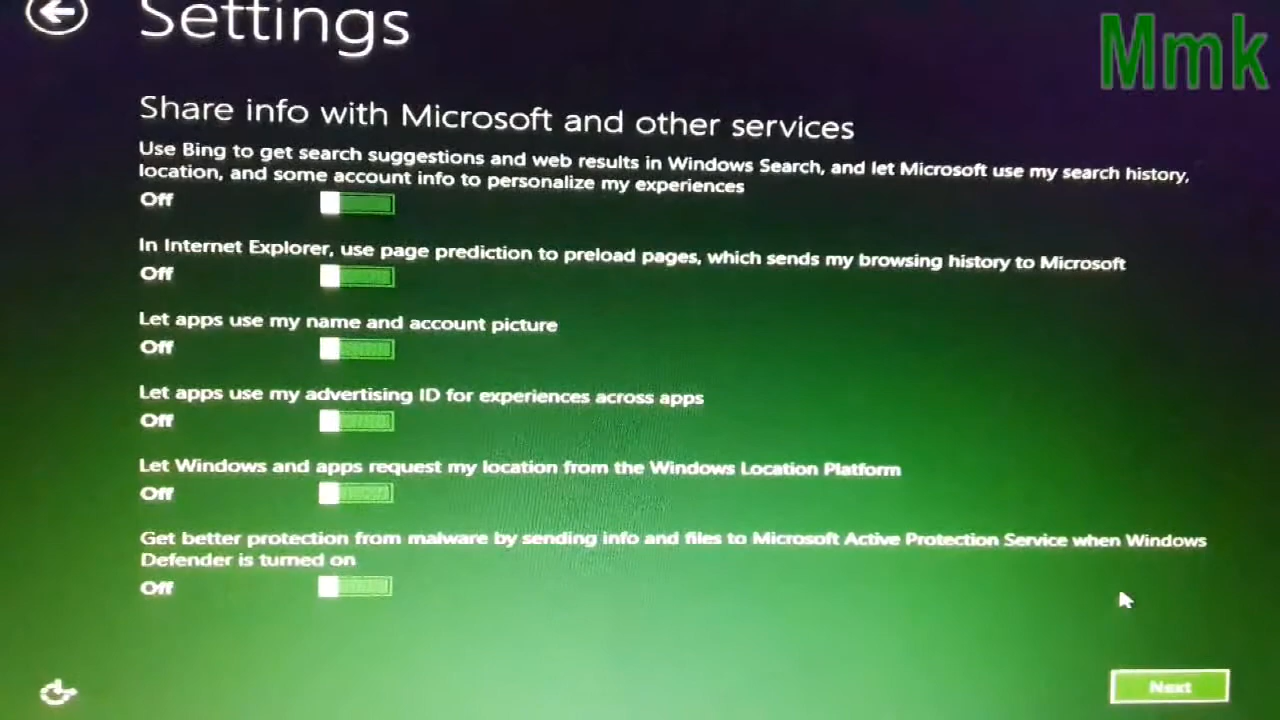 Settings
Mmk
Share info with Microsoft and other services
Use Bing to get search suggestions and web results in Windows Search, and let Microsoft use my search history,
location, and some account info to personalize my experiences
Off
In Internet Explorer, use page prediction to preload pages, which sends my browsing history to Microsoft
Off
Let apps use my name and account picture
Off
Let apps use my advertising ID for experiences across apps
Off
Let Windows and apps request my location from the Windows Location Platform
Off
Get better protection from malware by sending info and files to Microsoft Active Protection Service when Windows
Defender is turned on
Off
Next